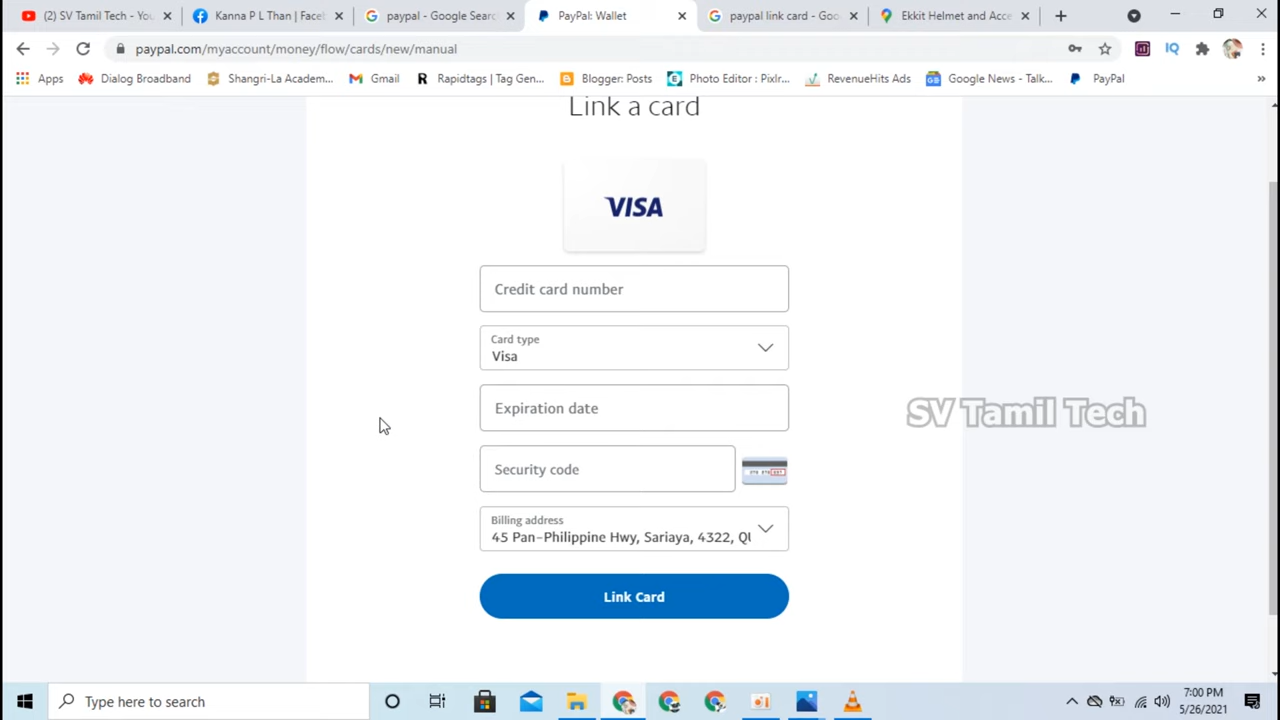 (2) SV Tamil Tech - You
Kanna P L Than | Facel
paypal - Google Searc
PayPal: Wallet
paypal link card - Goo
Ekkit Helmet and Acce
paypal.com/myaccount/money/flow/cards/new/manual
Apps
Dialog Broadband
Shangri-La Academ...
Gmail
Rapidtags | Tag Gen...
Blogger: Posts
Photo Editor : Pixlr...
RevenueHits Ads
Google News - Talk...
PayPal
Link a card
VISA
Credit card number
Card type
Visa
Expiration date
SV Tamil Tech
Security code
Billing address
45 Pan-Philippine Hwy, Sariaya, 4322, QU
Link Card
Type here to search
7:00 PM
5/26/2021